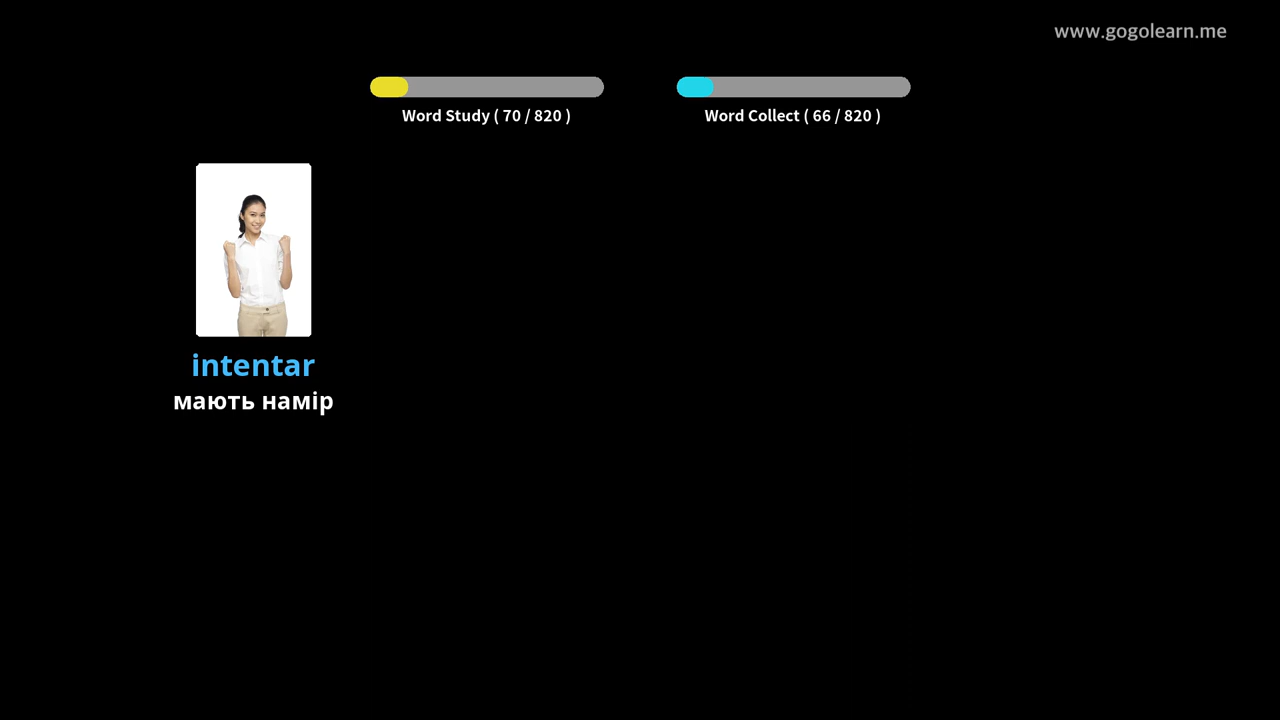 www.gogolearn.me
Word Study ( 70 / 820 )
Word Collect ( 66 / 820 )
intentar
мають намір